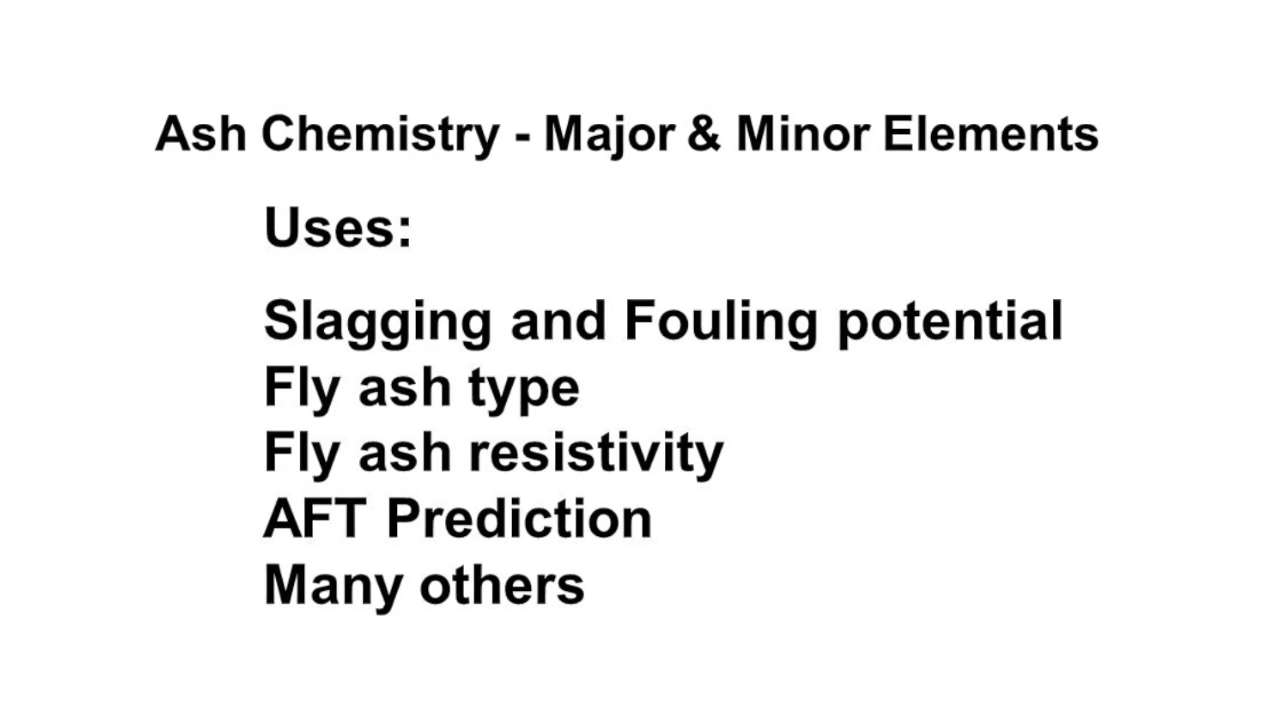 Ash Chemistry - Major & Minor Elements
Uses:
Slagging and Fouling potential
Fly ash type
Fly ash resistivity
AFT Prediction
Many others